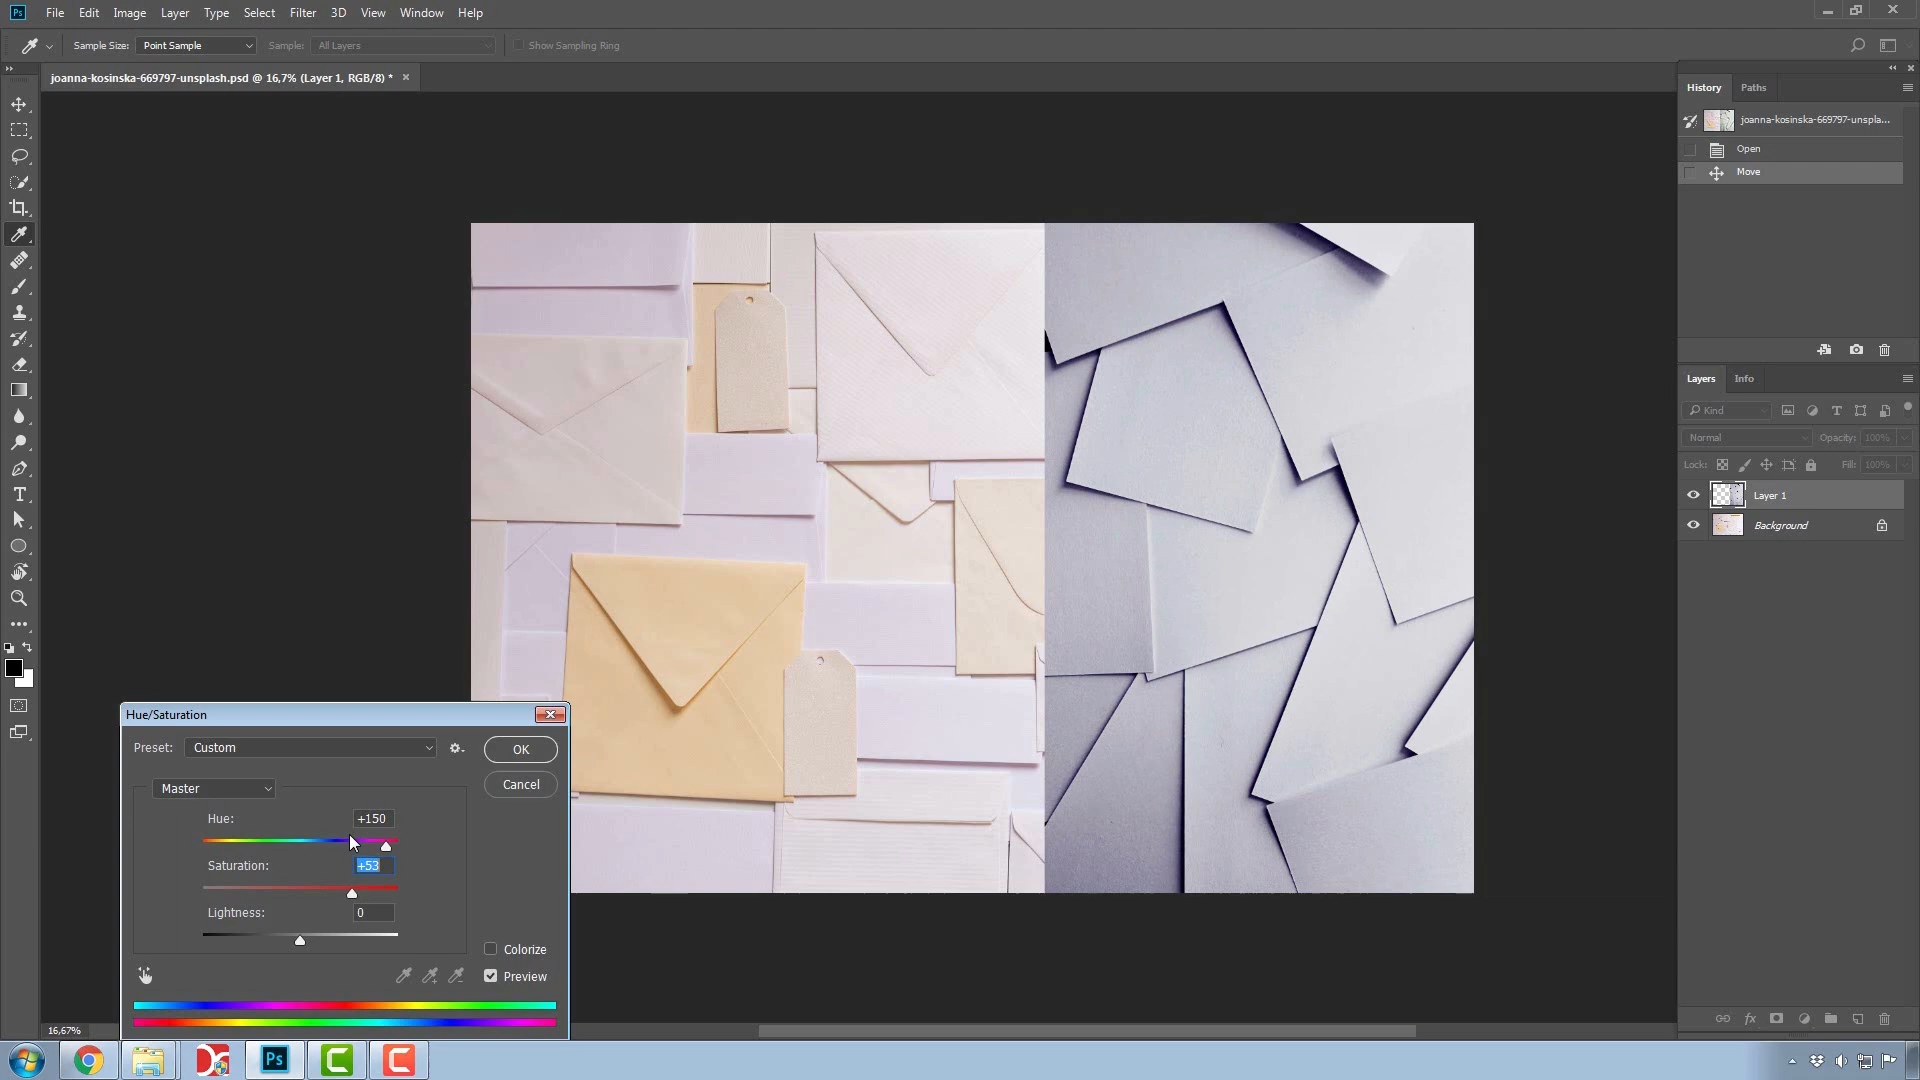 Ps File Edit Image Layer Type Select Filter 3D View Window Help
Sample Size: Point Sample Sample: All Layers Show Sampling Ring
joanna-kosinska-669797-unsplash.psd @ 16,7% (Layer 1, RGB/8) *
History Paths
joanna-kosinska-669797-unspla...
Open
Move
Layers Info
Kind
Normal Opacity: 100%
Lock: Fill: 100%
Layer 1
Background
fx
16,67%
Hue/Saturation
Preset: Custom
OK
Cancel
Master
Hue: +150
Saturation: +53
Lightness: 0
Colorize
Preview
Ps